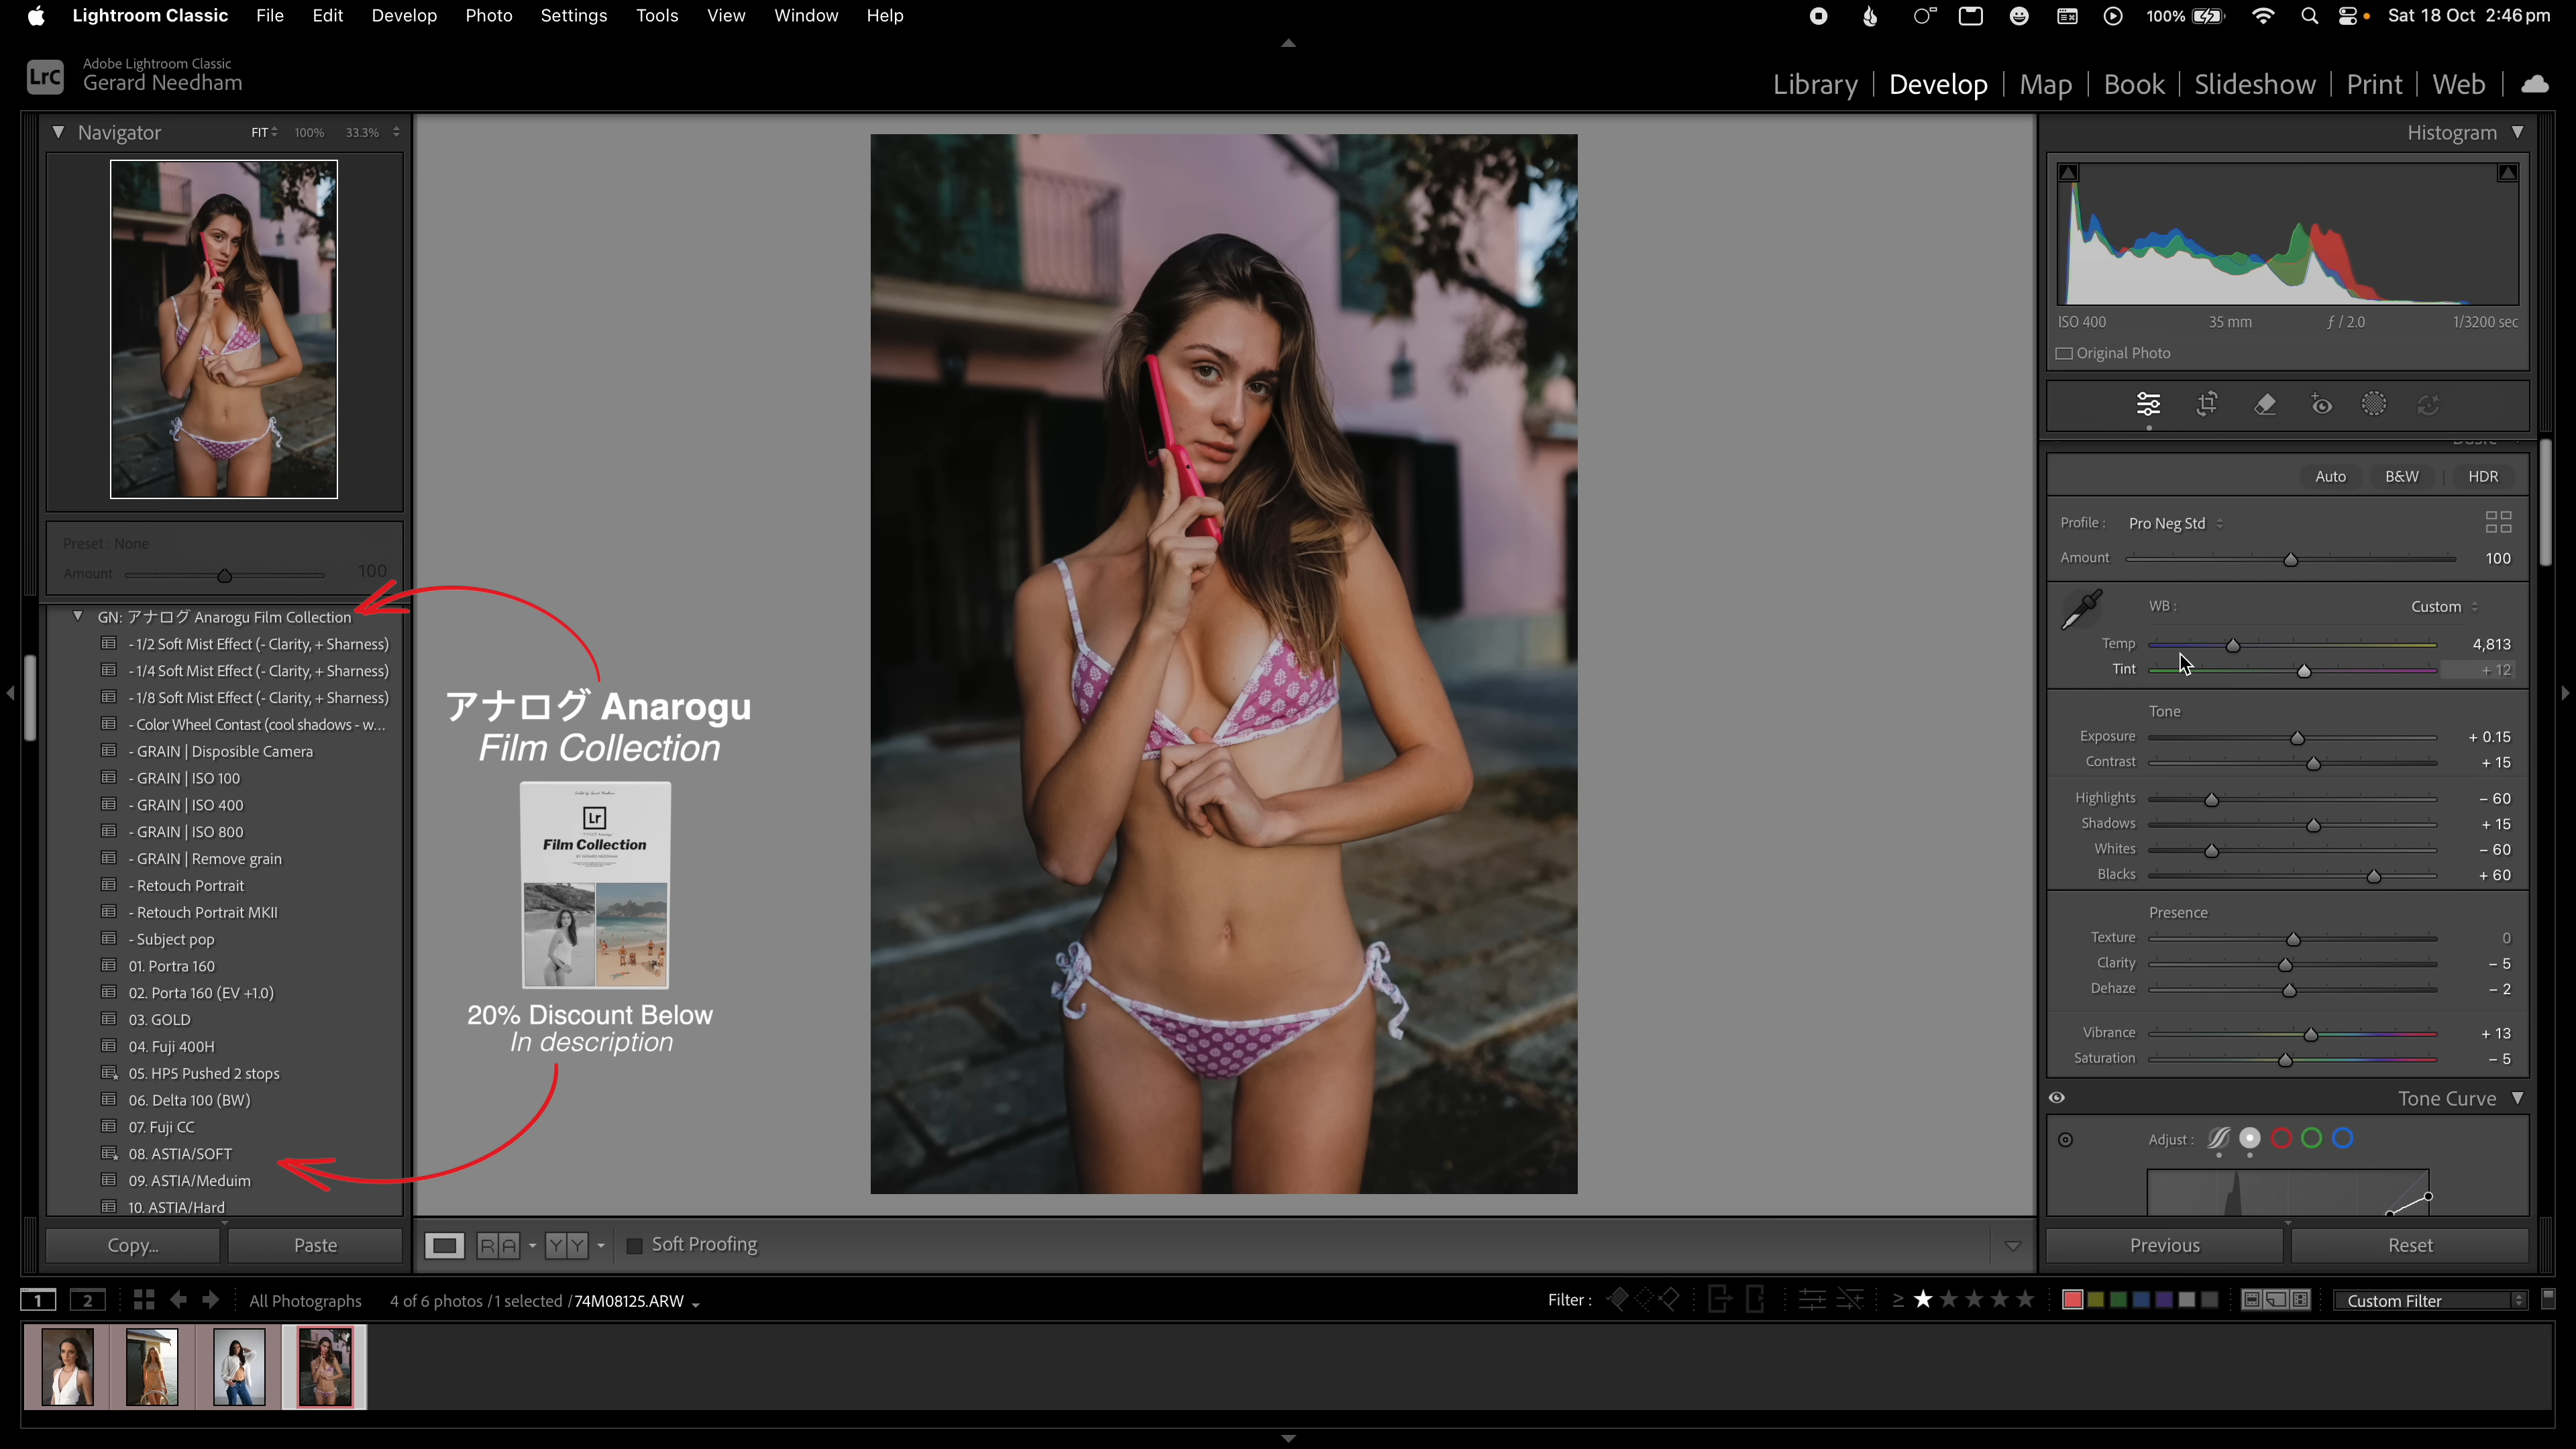 Lightroom Classic File Edit Develop Photo Settings Tools View Window Help
100%
Sat 18 Oct 2:46 pm
LrC
Adobe Lightroom Classic
Gerard Needham
Library | Develop | Map | Book | Slideshow | Print | Web
Navigator
FIT 100% 33.3%
Preset : None
Amount 100
GN: アナログ Anarogu Film Collection
- 1/2 Soft Mist Effect (- Clarity, + Sharness)
- 1/4 Soft Mist Effect (- Clarity, + Sharness)
- 1/8 Soft Mist Effect (- Clarity, + Sharness)
- Color Wheel Contast (cool shadows - w...
- GRAIN | Disposible Camera
- GRAIN | ISO 100
- GRAIN | ISO 400
- GRAIN | ISO 800
- GRAIN | Remove grain
- Retouch Portrait
- Retouch Portrait MKII
- Subject pop
01. Portra 160
02. Porta 160 (EV +1.0)
03. GOLD
04. Fuji 400H
05. HP5 Pushed 2 stops
06. Delta 100 (BW)
07. Fuji CC
08. ASTIA/SOFT
09. ASTIA/Meduim
10. ASTIA/Hard
Copy... Paste
アナログ Anarogu
Film Collection
Lr
Film Collection
BY GERARD NEEDHAM
20% Discount Below
In description
Soft Proofing
Histogram
ISO 400 35 mm ƒ / 2.0 1/3200 sec
Original Photo
Basic
Auto B&W | HDR
Profile : Pro Neg Std
Amount 100
WB : Custom
Temp 4,813
Tint + 12
Tone
Exposure + 0.15
Contrast + 15
Highlights – 60
Shadows + 15
Whites – 60
Blacks + 60
Presence
Texture 0
Clarity – 5
Dehaze – 2
Vibrance + 13
Saturation – 5
Tone Curve
Adjust :
Previous Reset
1 2 All Photographs 4 of 6 photos / 1 selected / 74M08125.ARW
Filter : ≥ Custom Filter